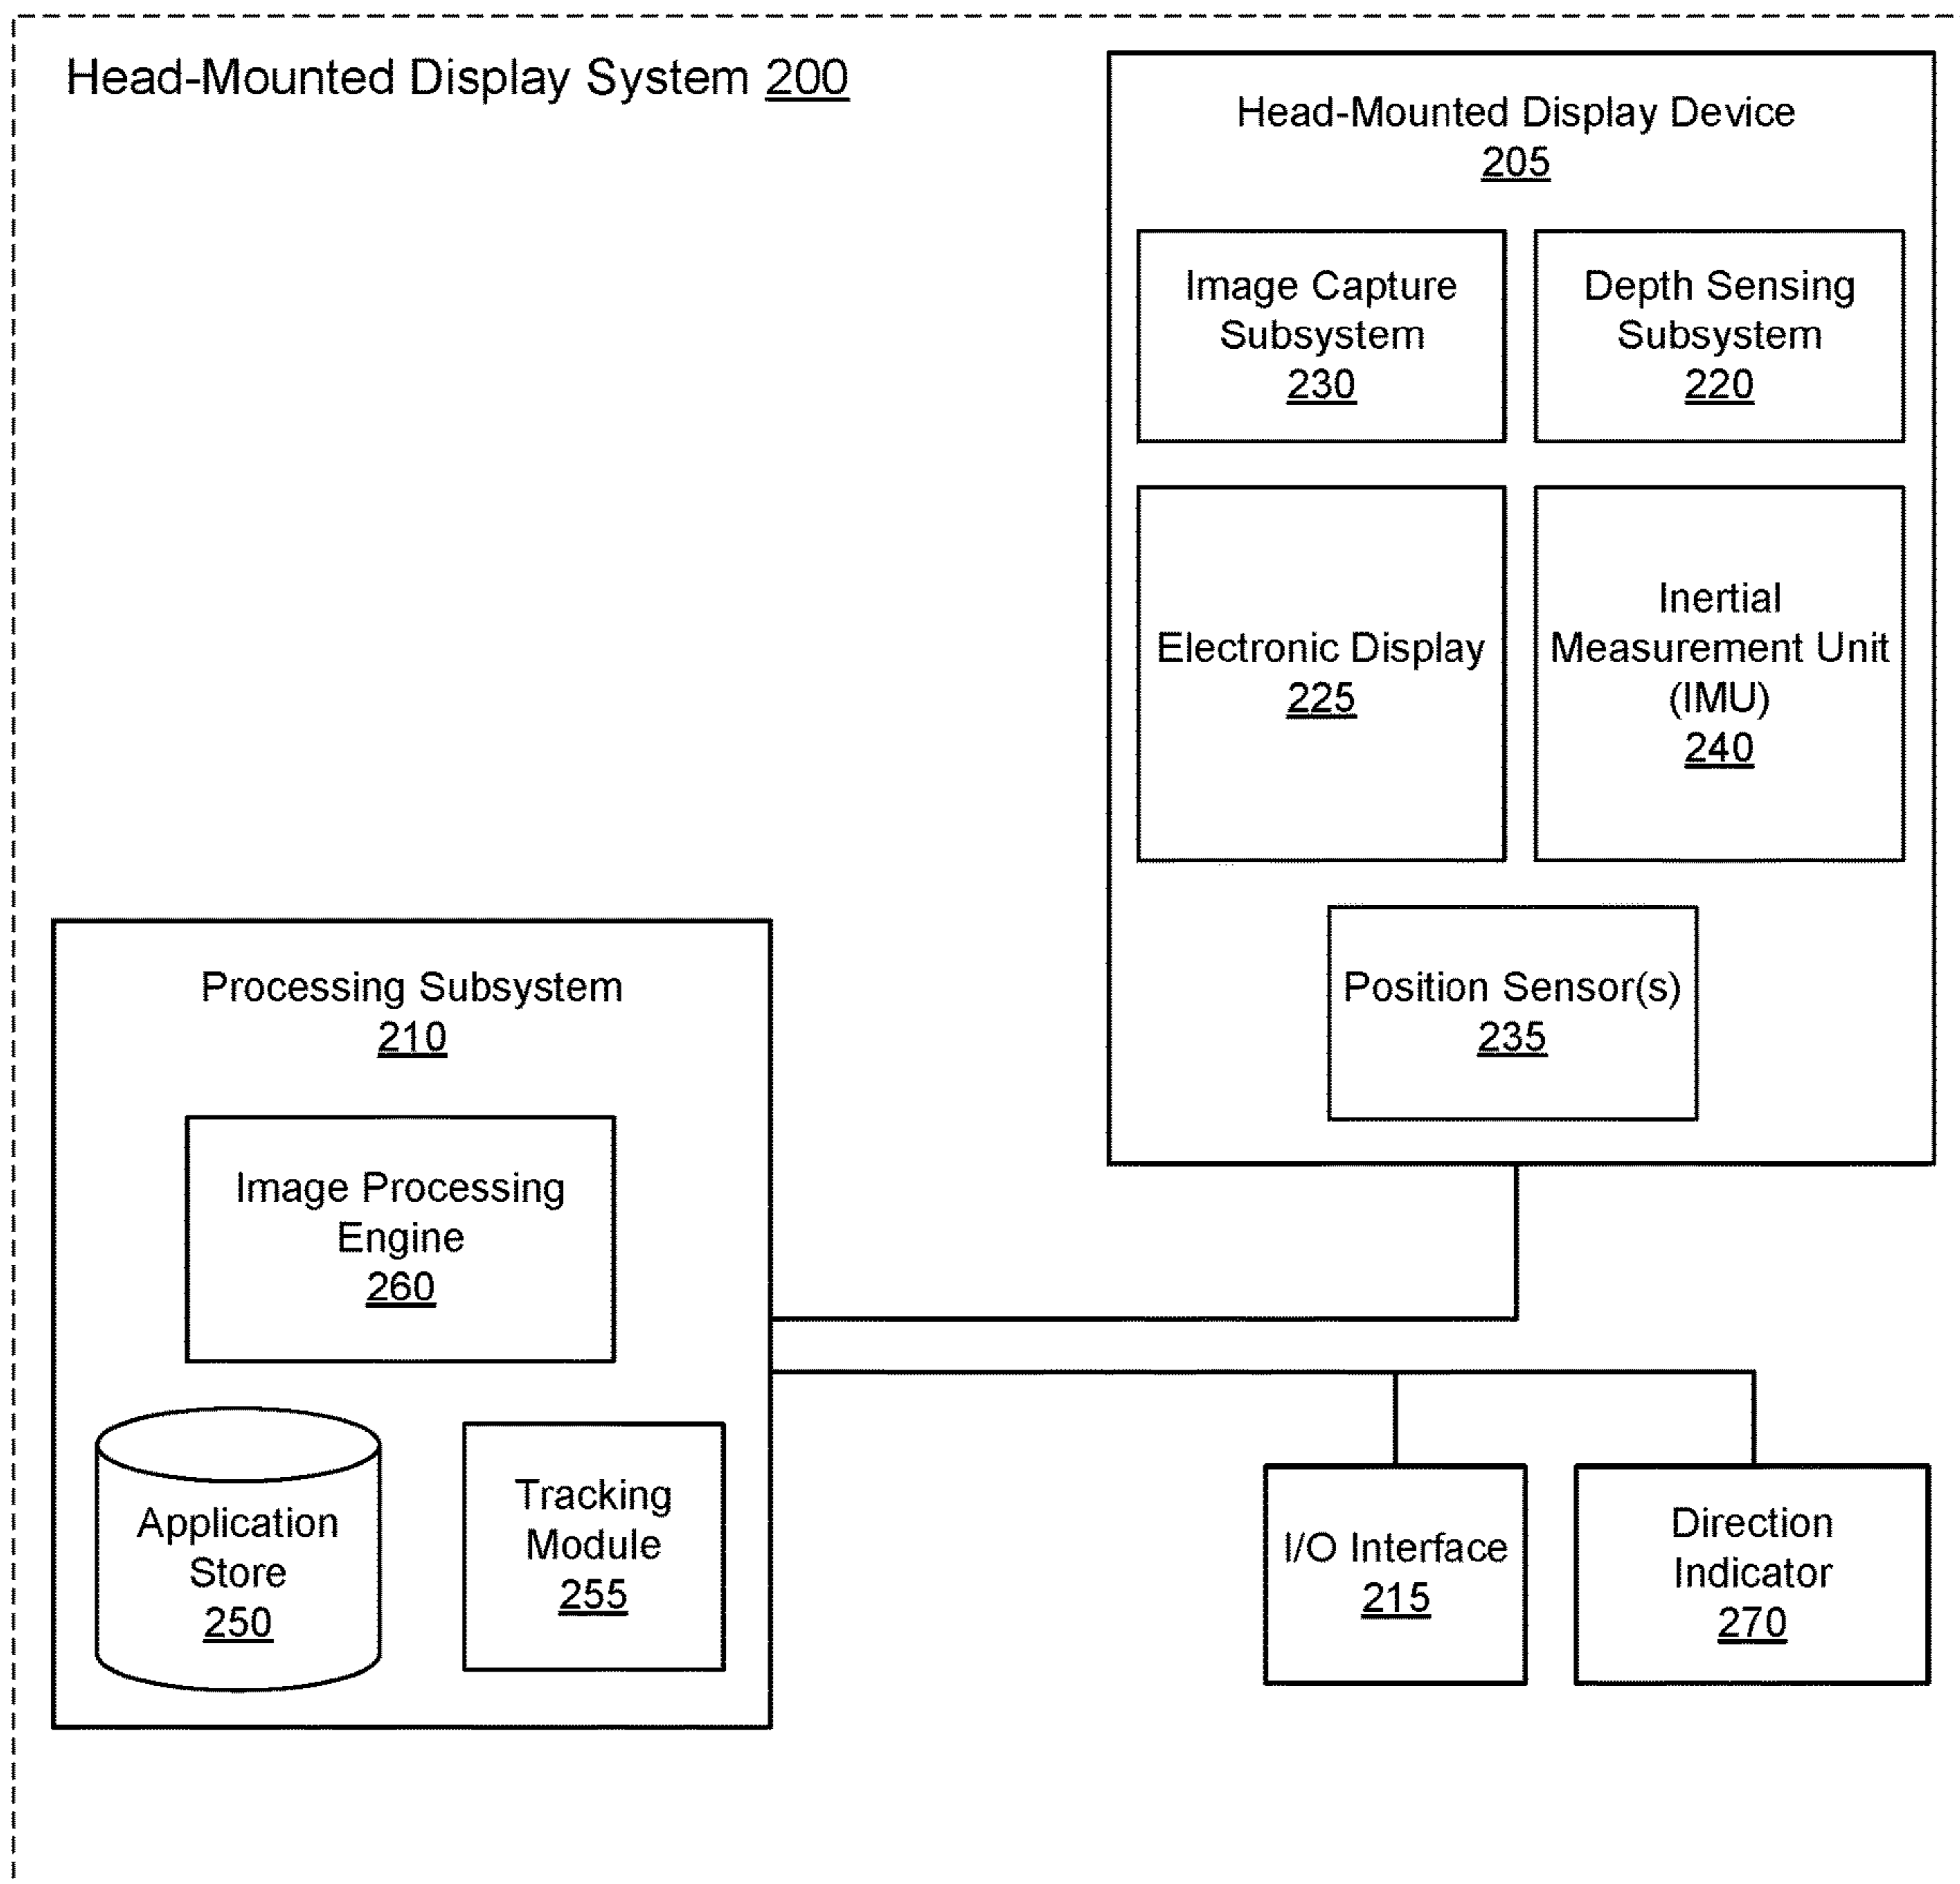 Head-Mounted Display System 200
Head-Mounted Display Device
205
Image Capture
Subsystem
230
Depth Sensing
Subsystem
220
Electronic Display
225
Inertial
Measurement Unit
(IMU)
240
Position Sensor(s)
235
Processing Subsystem
210
Image Processing
Engine
260
Application
Store
250
Tracking
Module
255
I/O Interface
215
Direction
Indicator
270